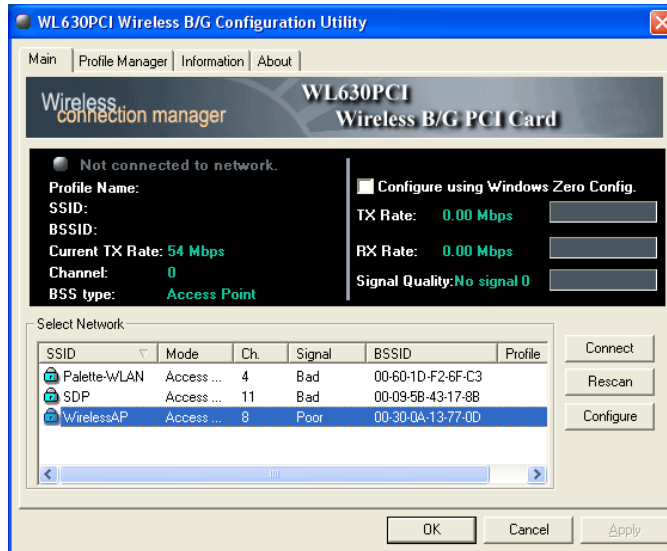 WL630PCI Wireless B/G Configuration Utility
Main Profile Manager Information About
Wireless connection manager
WL630PCI
Wireless B/G PCI Card
Not connected to network.
Profile Name:
SSID:
BSSID:
Current TX Rate: 54 Mbps
Channel: 0
BSS type: Access Point
Configure using Windows Zero Config.
TX Rate: 0.00 Mbps
RX Rate: 0.00 Mbps
Signal Quality: No signal 0
Select Network
SSID Mode Ch. Signal BSSID Profile
Palette-WLAN Access ... 4 Bad 00-60-1D-F2-6F-C3
SDP Access ... 11 Bad 00-09-5B-43-17-8B
WirelessAP Access ... 8 Poor 00-30-0A-13-77-0D
Connect
Rescan
Configure
OK Cancel Apply